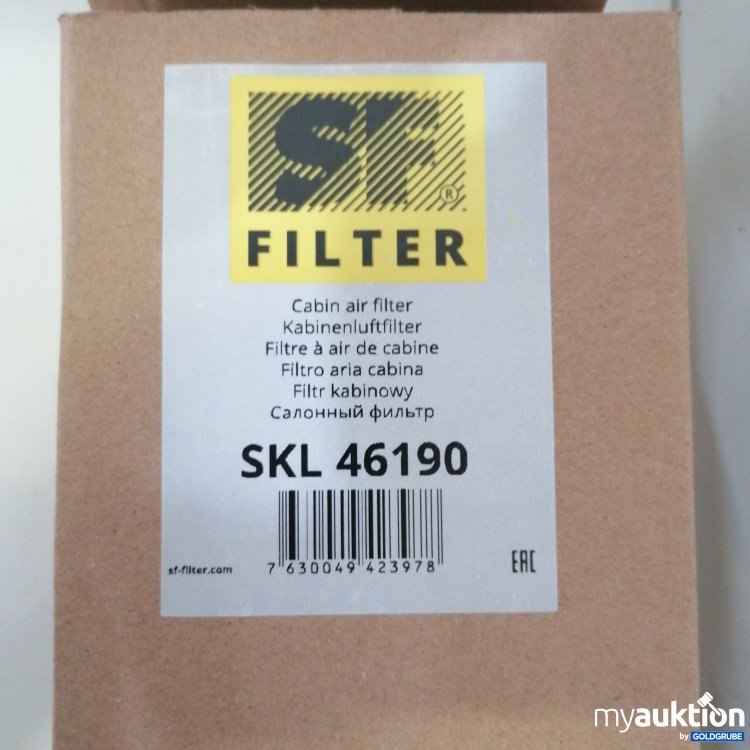 SF®
FILTER
Cabin air filter
Kabinenluftfilter
Filtre à air de cabine
Filtro aria cabina
Filtr kabinowy
Салонный фильтр
SKL 46190
sf-filter.com
7 630049 423978
EAC
myauktion
by GOLDGRUBE